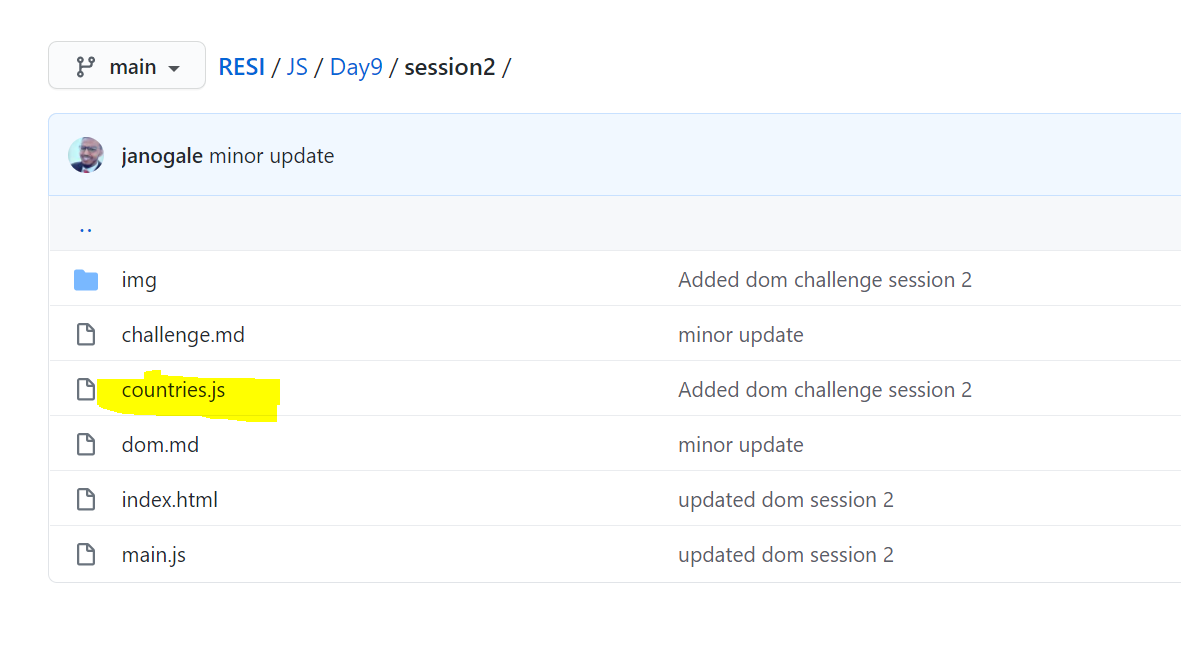 main RESI / JS / Day9 / session2 /
janogale minor update
..
img Added dom challenge session 2
challenge.md minor update
countries.js Added dom challenge session 2
dom.md minor update
index.html updated dom session 2
main.js updated dom session 2